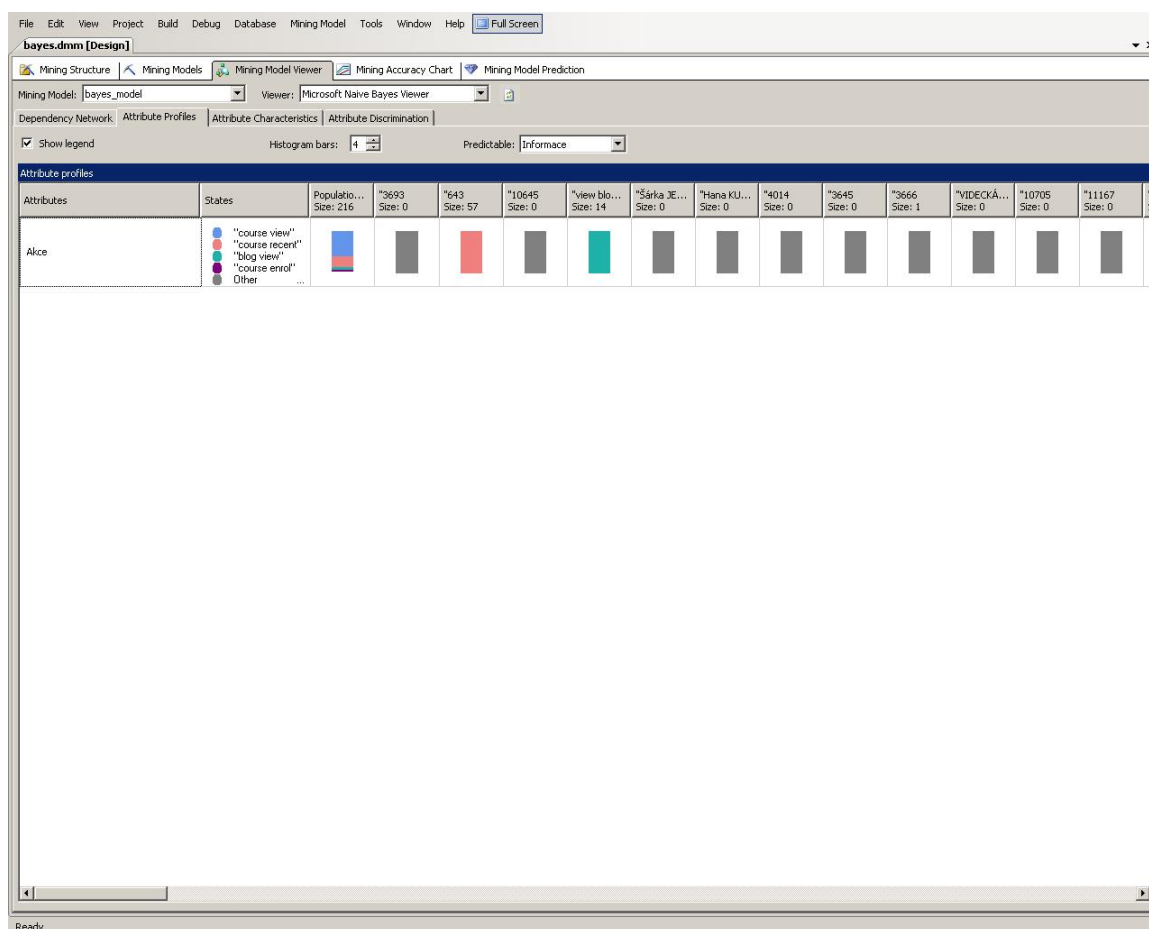 File Edit View Project Build Debug Database Mining Model Tools Window Help Full Screen
bayes.dmm [Design]
Mining Structure Mining Models Mining Model Viewer Mining Accuracy Chart Mining Model Prediction
Mining Model: bayes_model Viewer: Microsoft Naive Bayes Viewer
Dependency Network Attribute Profiles Attribute Characteristics Attribute Discrimination
Show legend Histogram bars: 4 Predictable: Informace
Attribute profiles
Attributes States Populatio... "3693 "643 "10645 "view blo... "Šárka JE... "Hana KU... "4014 "3645 "3666 "VIDECKÁ... "10705 "11167
Size: 216 Size: 0 Size: 57 Size: 0 Size: 14 Size: 0 Size: 0 Size: 0 Size: 0 Size: 1 Size: 0 Size: 0 Size: 0
Akce
"course view"
"course recent"
"blog view"
"course enrol"
Other ...
Ready